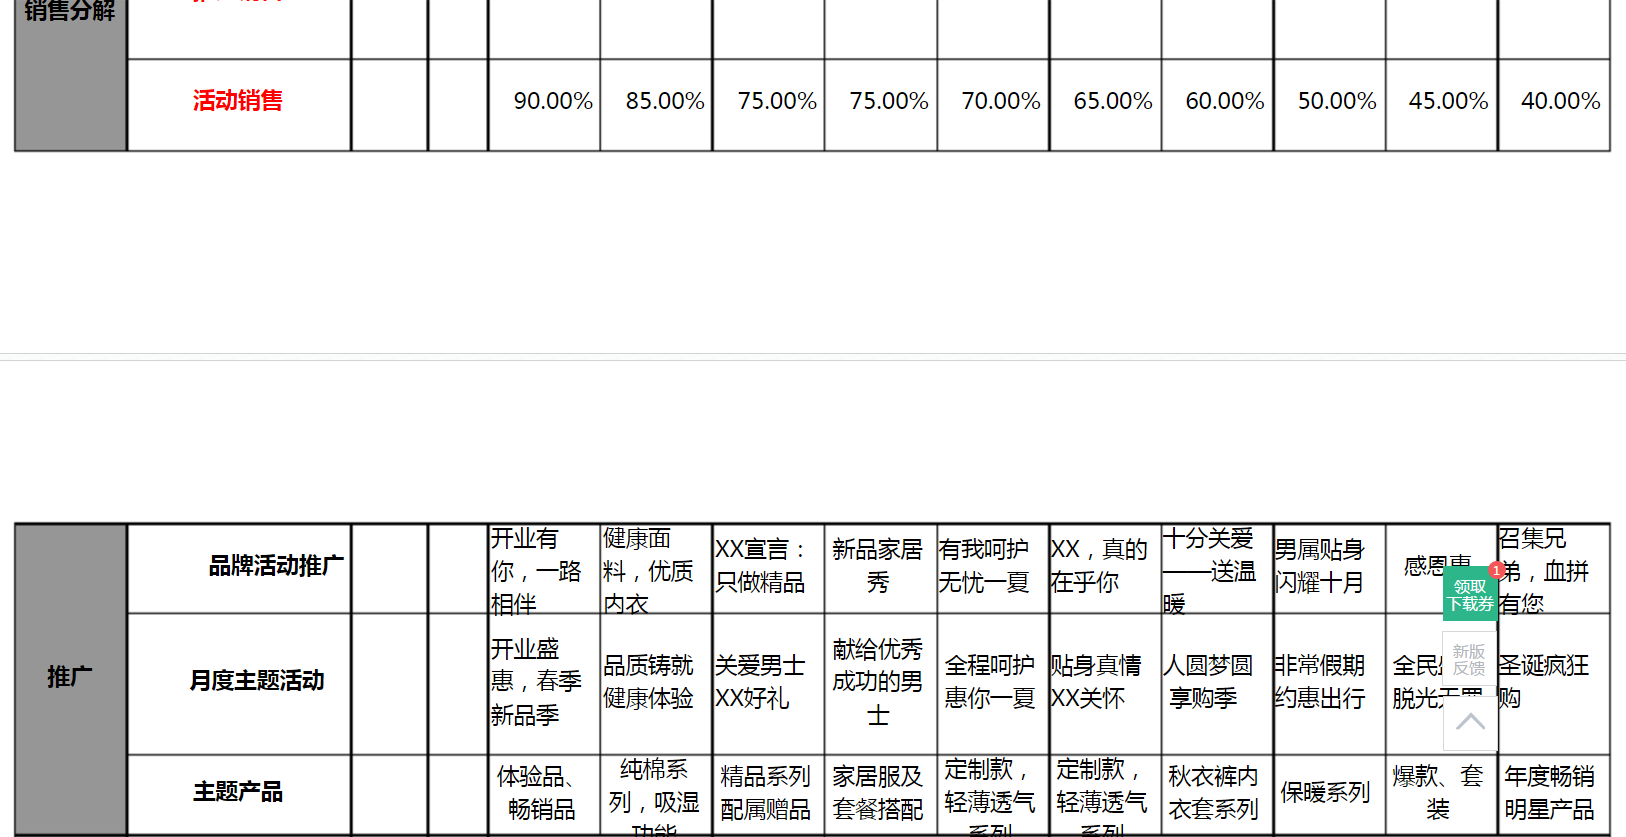 销售分解
活动销售 90.00% 85.00% 75.00% 75.00% 70.00% 65.00% 60.00% 50.00% 45.00% 40.00%
推广
品牌活动推广
开业有
你，一路
相伴
健康面
料，优质
内衣
XX宣言：
只做精品
新品家居
秀
有我呵护
无忧一夏
XX，真的
在乎你
十分关爱
——送温
暖
男属贴身
闪耀十月
感恩惠
召集兄
弟，血拼
有您
月度主题活动
开业盛
惠，春季
新品季
品质铸就
健康体验
关爱男士
XX好礼
献给优秀
成功的男
士
全程呵护
惠你一夏
贴身真情
XX关怀
人圆梦圆
享购季
非常假期
约惠出行
全民
脱光
圣诞疯狂
购
主题产品
体验品、
畅销品
纯棉系
列，吸湿
功能
精品系列
配属赠品
家居服及
套餐搭配
定制款，
轻薄透气
系列
定制款，
轻薄透气
系列
秋衣裤内
衣套系列
保暖系列
爆款、套
装
年度畅销
明星产品
1
领取
下载券
新版
反馈